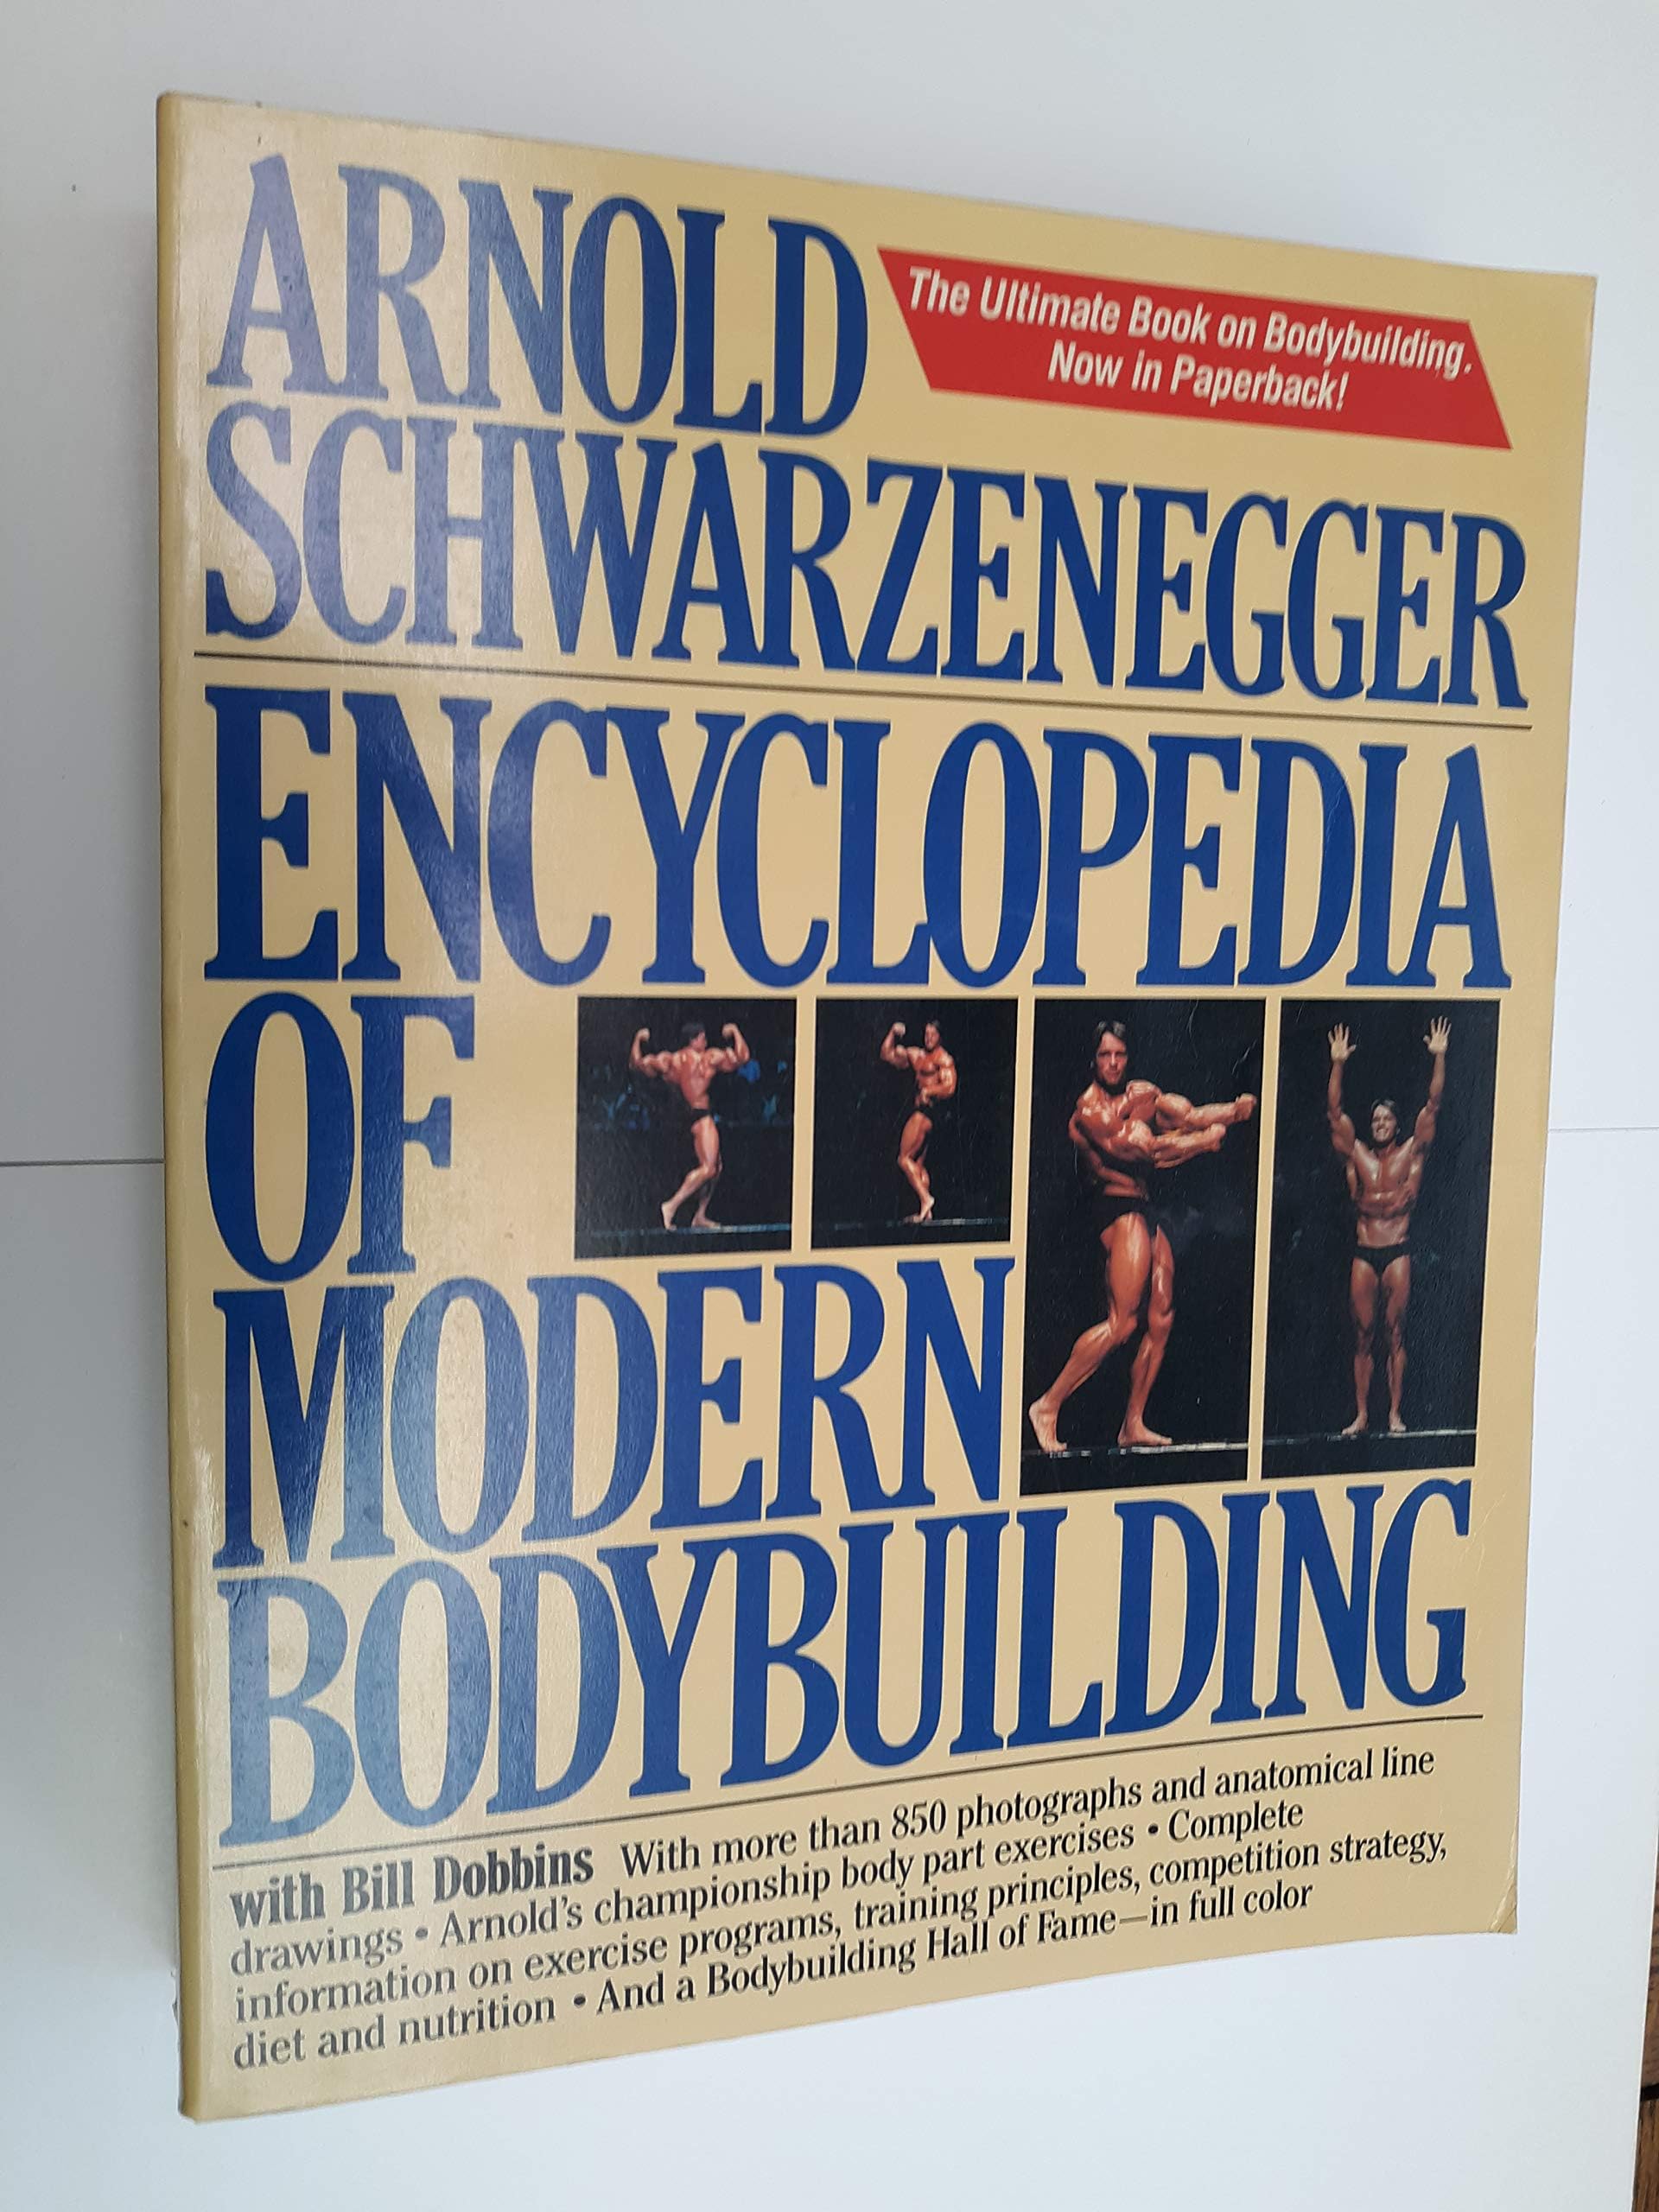 ARNOLD
The Ultimate Book on Bodybuilding.
Now in Paperback!
SCHWARZENEGGER
ENCYCLOPEDIA
OF
MODERN
BODYBUILDING
with Bill Dobbins With more than 850 photographs and anatomical line
drawings • Arnold's championship body part exercises • Complete
information on exercise programs, training principles, competition strategy,
diet and nutrition • And a Bodybuilding Hall of Fame—in full color